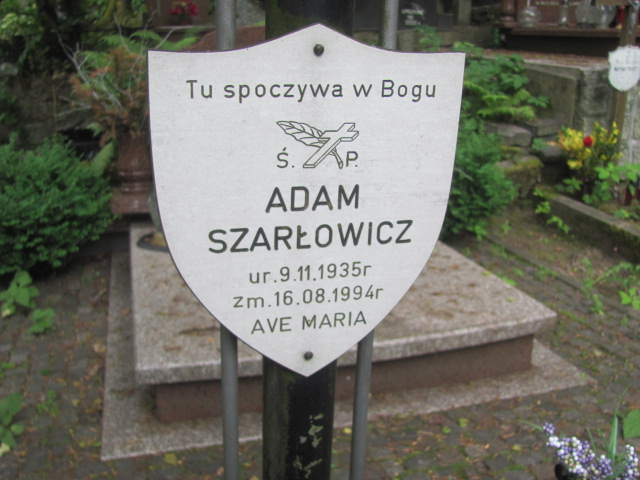 Tu spoczywa w Bogu
Ś. P.
ADAM
SZARŁOWICZ
ur.9.11.1935r
zm.16.08.1994r
AVE MARIA